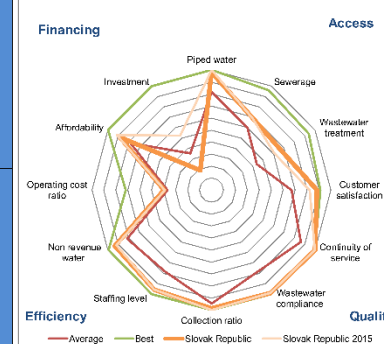 Financing
Access
Piped water
Investment
Sewerage
Affordability
Wastewater
treatment
Operating cost
ratio
Customer
satisfaction
Non revenue
water
Continuity of
service
Staffing level
Wastewater
compliance
Collection ratio
Efficiency
Qualit
Average
Best
Slovak Republic
Slovak Republic 2015